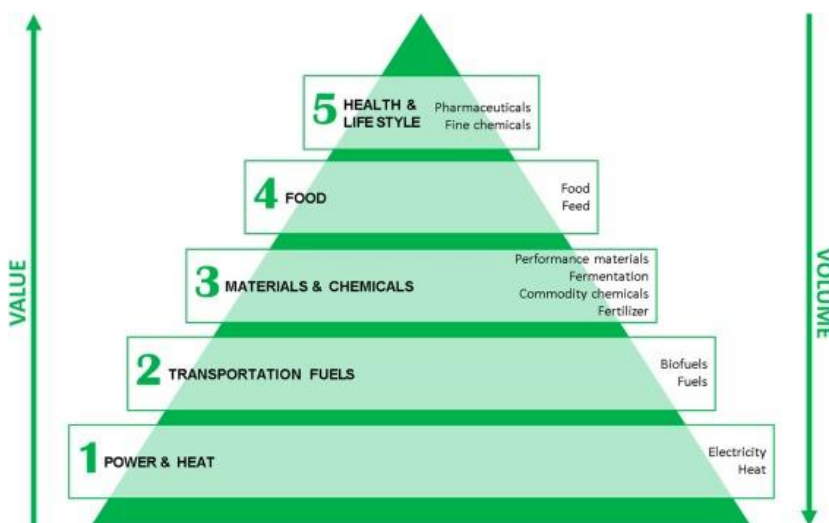 VALUE
VOLUME
5 HEALTH &
LIFE STYLE
Pharmaceuticals
Fine chemicals
4 FOOD
Food
Feed
3 MATERIALS & CHEMICALS
Performance materials
Fermentation
Commodity chemicals
Fertilizer
2 TRANSPORTATION FUELS
Biofuels
Fuels
1 POWER & HEAT
Electricity
Heat